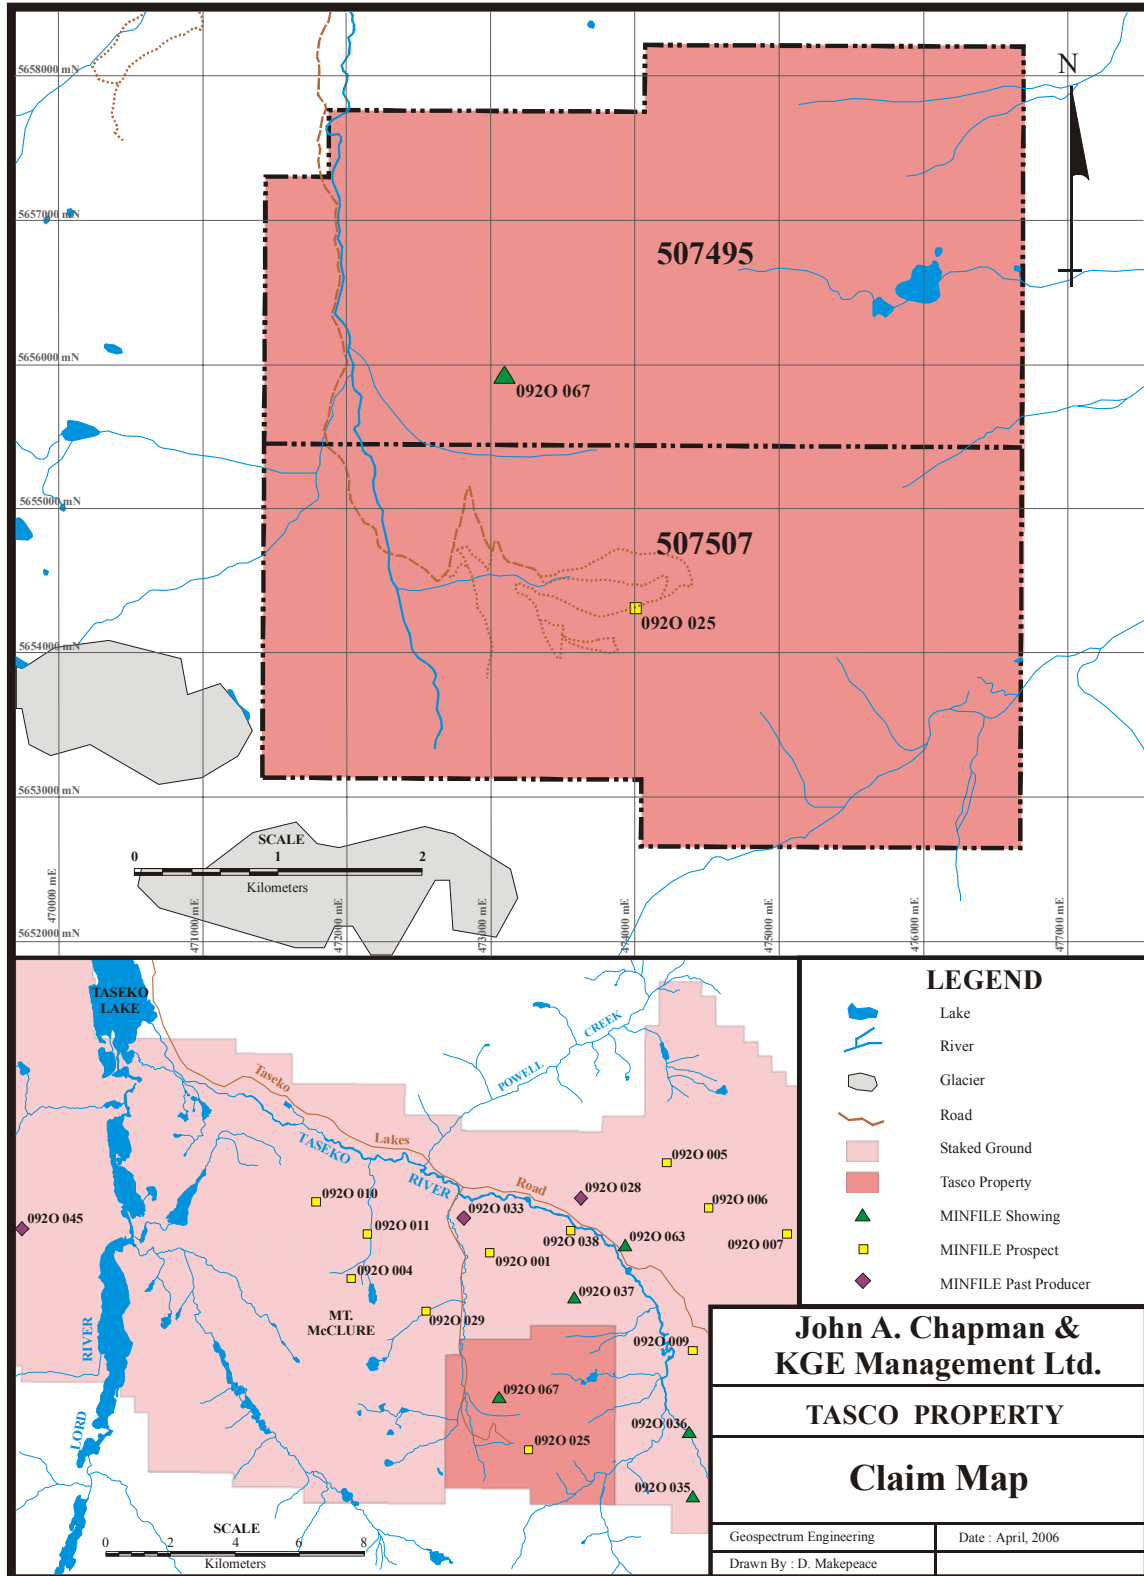 5658000 mN
N
5657000 mN
507495
5656000 mN
092O 067
5655000 mN
507507
092O 025
5654000 mN
5653000 mN
SCALE
0 1 2
Kilometers
5652000 mN
470000 mE
471000 mE
472000 mE
473000 mE
474000 mE
475000 mE
476000 mE
477000 mE
TASEKO
LAKE
POWELL CREEK
Taseko Lakes Road
TASEKO RIVER
092O 005
092O 010
092O 028
092O 006
092O 045
092O 033
092O 011
092O 038
092O 063
092O 007
092O 001
092O 004
092O 037
MT.
McCLURE
092O 029
092O 009
LORD RIVER
092O 067
092O 036
092O 025
092O 035
SCALE
0 2 4 6 8
Kilometers
LEGEND
Lake
River
Glacier
Road
Staked Ground
Tasco Property
MINFILE Showing
MINFILE Prospect
MINFILE Past Producer
John A. Chapman &
KGE Management Ltd.
TASCO PROPERTY
Claim Map
Geospectrum Engineering
Date : April, 2006
Drawn By : D. Makepeace